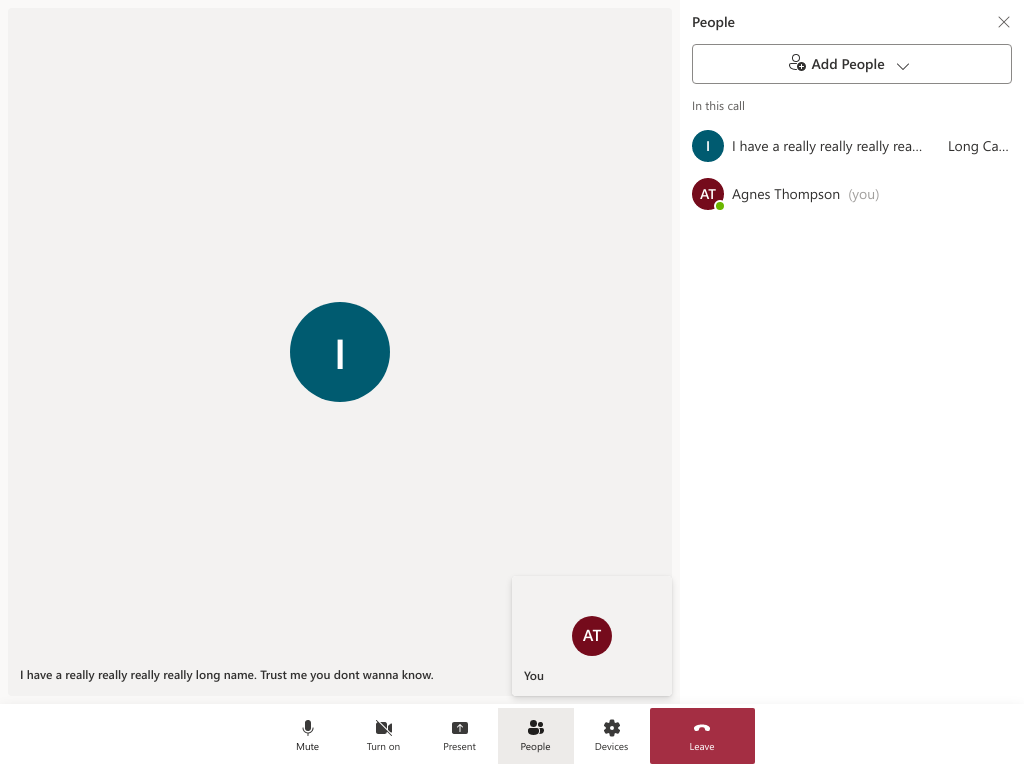 People
Add People
In this call
I
I have a really really really rea...
Long Ca...
AT
Agnes Thompson (you)
I
AT
You
I have a really really really really long name. Trust me you dont wanna know.
Mute
Turn on
Present
People
Devices
Leave